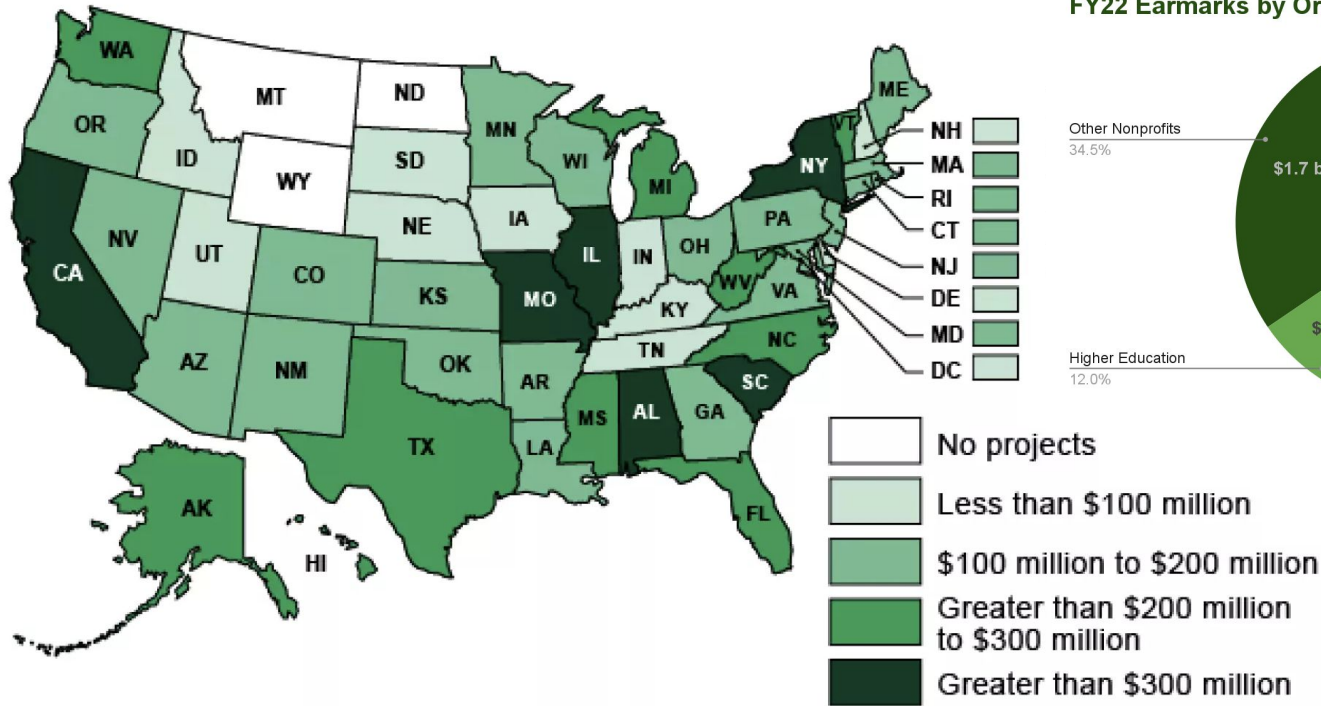 FY22 Earmarks by Or
WA
MT
ND
ME
OR
MN
VT
NH
ID
SD
WI
MI
NY
MA
WY
RI
NE
IA
PA
CT
NV
UT
CO
IL
IN
OH
NJ
CA
KS
MO
WV
VA
DE
KY
MD
AZ
NM
OK
AR
TN
NC
DC
MS
AL
GA
SC
TX
LA
FL
AK
HI
Other Nonprofits
34.5%
$1.7 b
$
Higher Education
12.0%
No projects
Less than $100 million
$100 million to $200 million
Greater than $200 million
to $300 million
Greater than $300 million